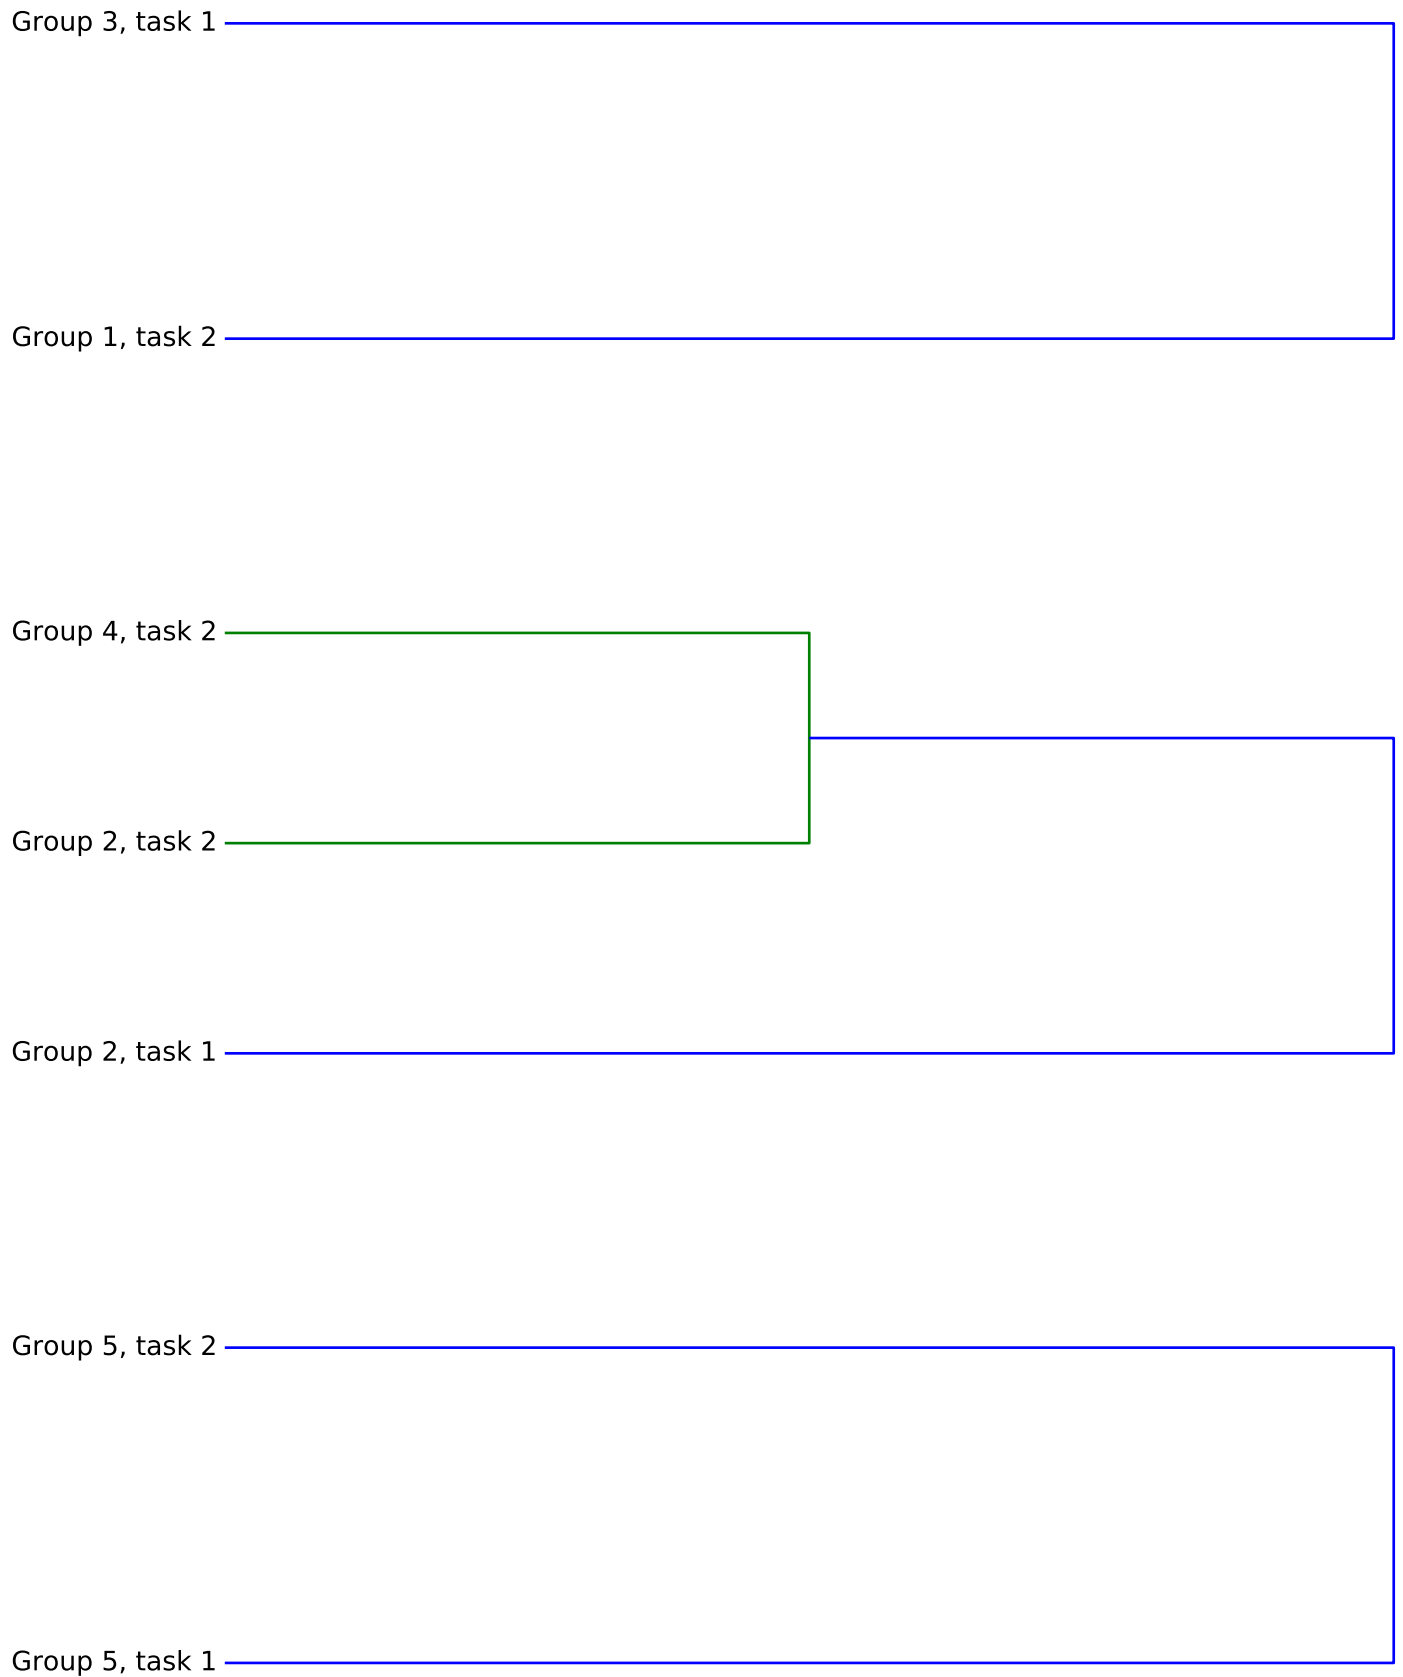 Group 3, task 1
Group 1, task 2
Group 4, task 2
Group 2, task 2
Group 2, task 1
Group 5, task 2
Group 5, task 1